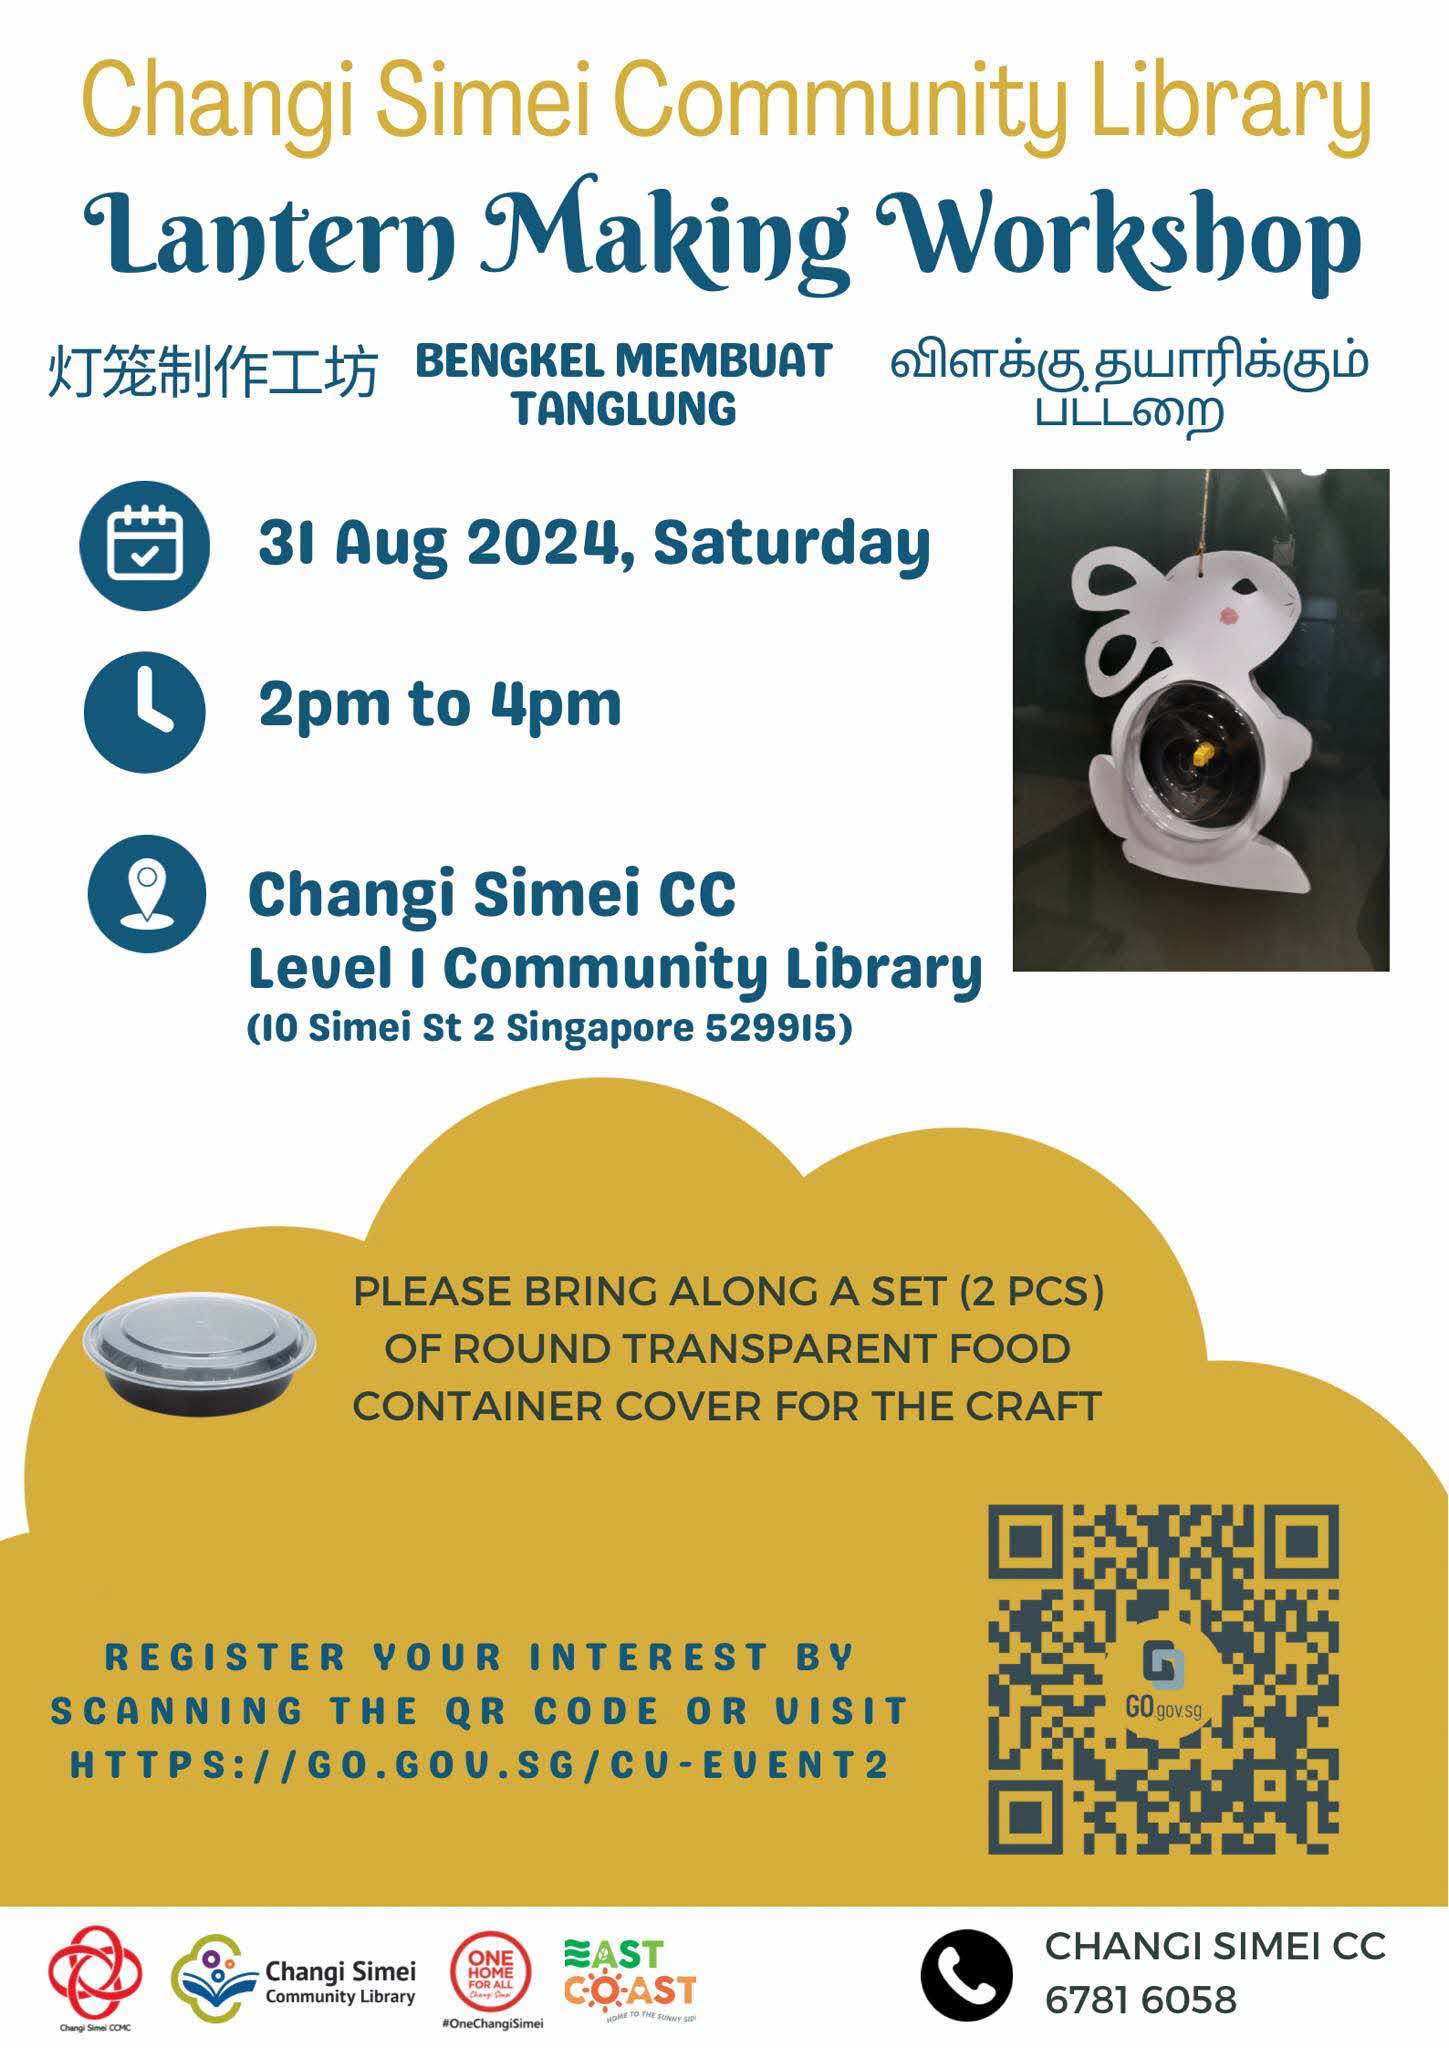 Changi Simei Community Library
Lantern Making Workshop
灯笼制作工坊
BENGKEL MEMBUAT
TANGLUNG
விளக்கு தயாரிக்கும்
பட்டறை
31 Aug 2024, Saturday
2pm to 4pm
Changi Simei CC
Level 1 Community Library
(10 Simei St 2 Singapore 529915)
PLEASE BRING ALONG A SET (2 PCS)
OF ROUND TRANSPARENT FOOD
CONTAINER COVER FOR THE CRAFT
REGISTER YOUR INTEREST BY
SCANNING THE QR CODE OR VISIT
HTTPS://GO.GOV.SG/CV-EVENT2
GO.gov.sg
Changi Simei CCMC
Changi Simei
Community Library
ONE
HOME
FOR ALL
Changi Simei
#OneChangiSimei
EAST
COAST
HOME TO THE SUNNY SIDE
CHANGI SIMEI CC
6781 6058